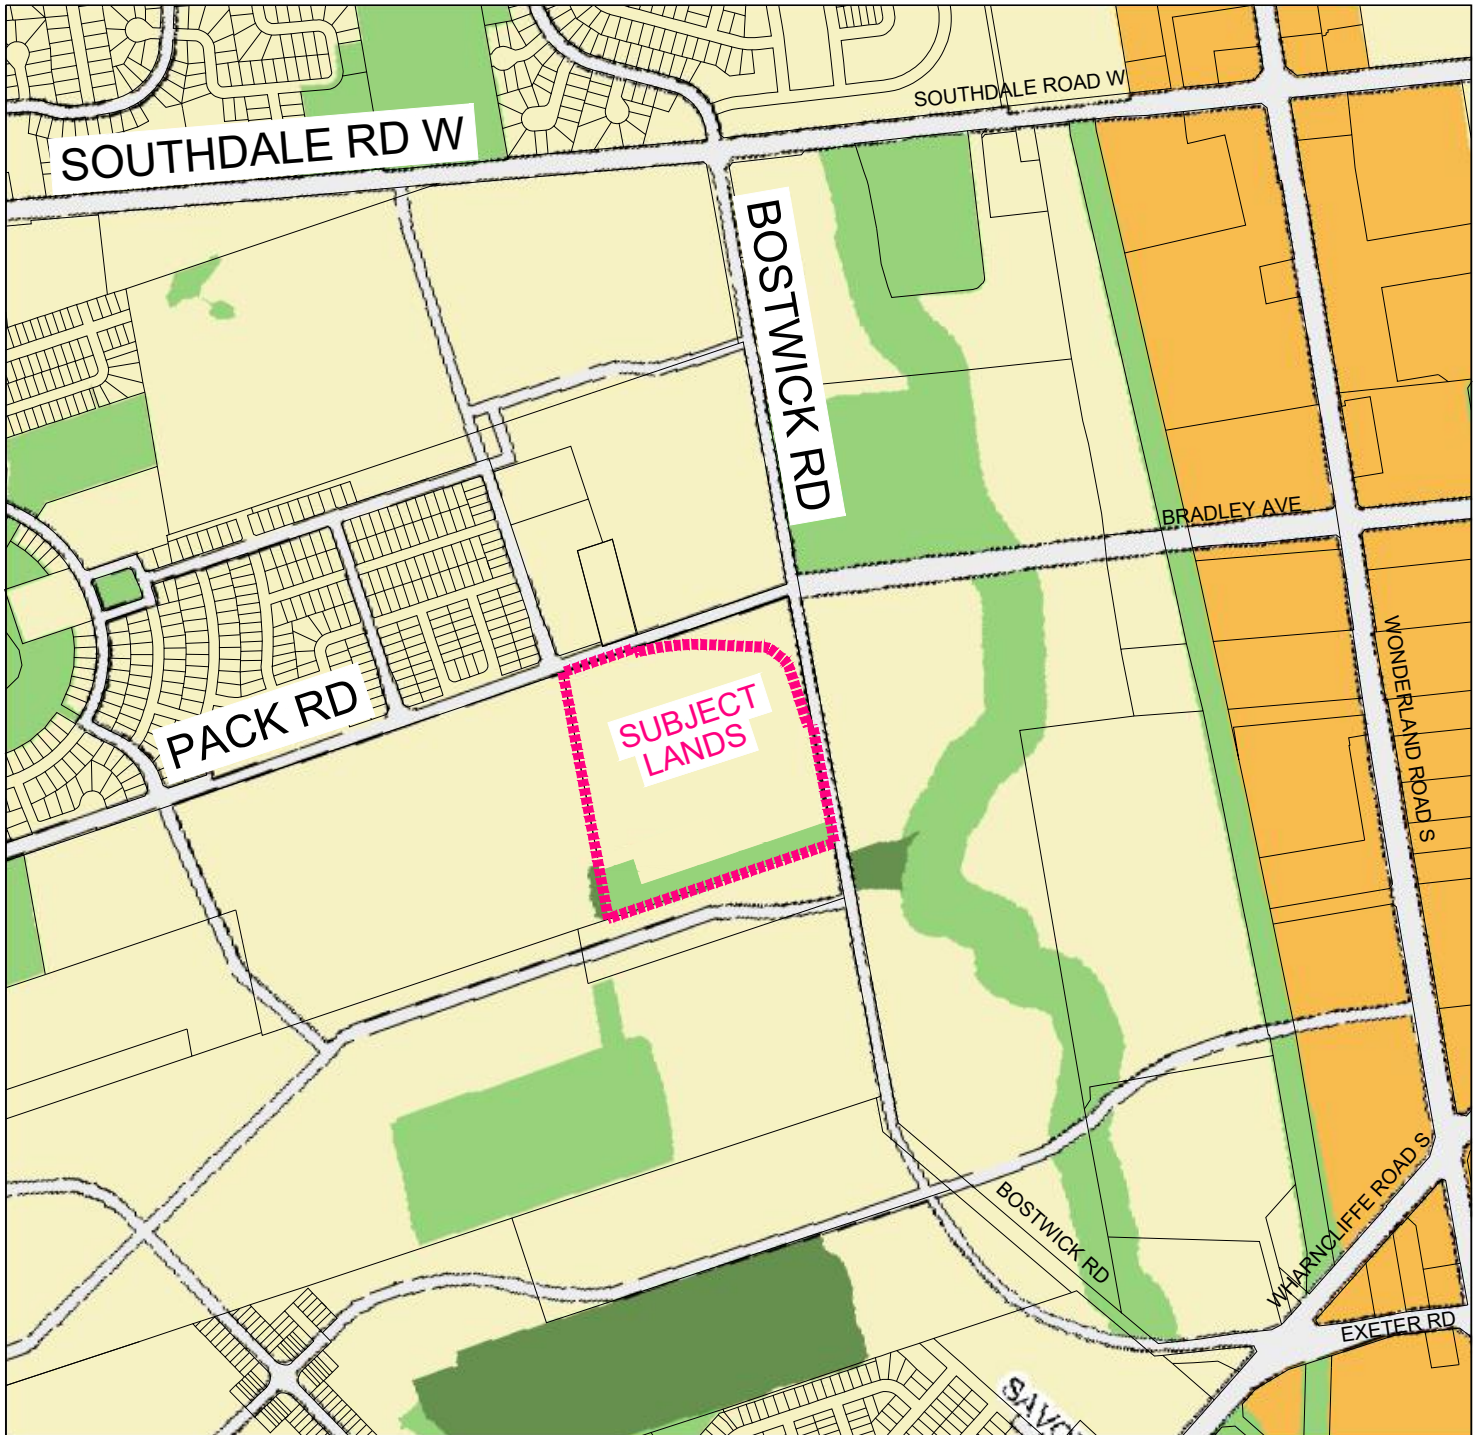 SOUTHDALE ROAD W
SOUTHDALE RD W
BOSTWICK RD
BRADLEY AVE
WONDERLAND ROAD S
PACK RD
SUBJECT
LANDS
BOSTWICK RD
WHARNCLIFFE ROAD S
EXETER RD